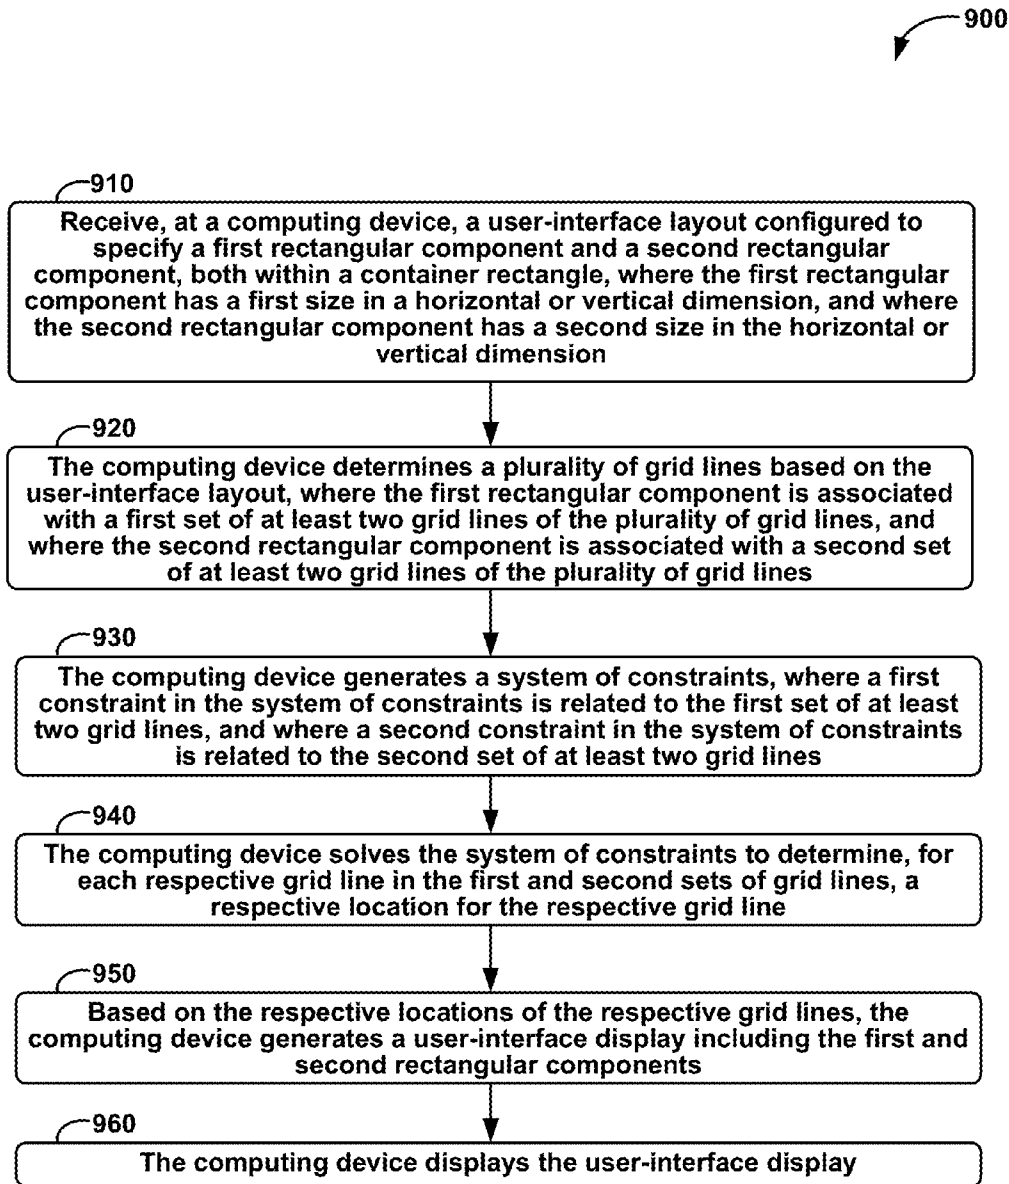 900
910
Receive, at a computing device, a user-interface layout configured to
specify a first rectangular component and a second rectangular
component, both within a container rectangle, where the first rectangular
component has a first size in a horizontal or vertical dimension, and where
the second rectangular component has a second size in the horizontal or
vertical dimension
920
The computing device determines a plurality of grid lines based on the
user-interface layout, where the first rectangular component is associated
with a first set of at least two grid lines of the plurality of grid lines, and
where the second rectangular component is associated with a second set
of at least two grid lines of the plurality of grid lines
930
The computing device generates a system of constraints, where a first
constraint in the system of constraints is related to the first set of at least
two grid lines, and where a second constraint in the system of constraints
is related to the second set of at least two grid lines
940
The computing device solves the system of constraints to determine, for
each respective grid line in the first and second sets of grid lines, a
respective location for the respective grid line
950
Based on the respective locations of the respective grid lines, the
computing device generates a user-interface display including the first and
second rectangular components
960
The computing device displays the user-interface display